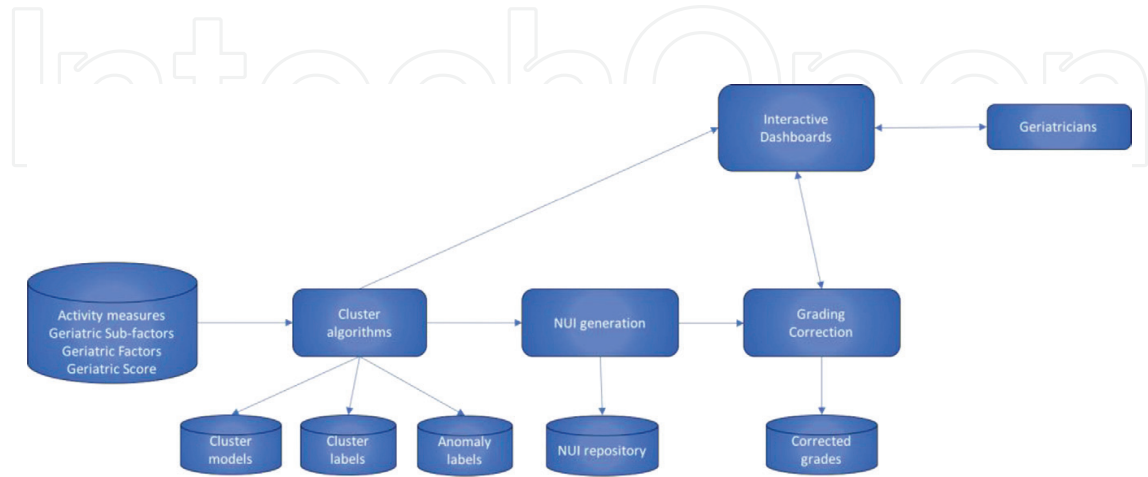 IntechOpen
Interactive
Dashboards
Geriatricians
Activity measures
Geriatric Sub-factors
Geriatric Factors
Geriatric Score
Cluster
algorithms
NUI generation
Grading
Correction
Cluster
models
Cluster
labels
Anomaly
labels
NUI repository
Corrected
grades